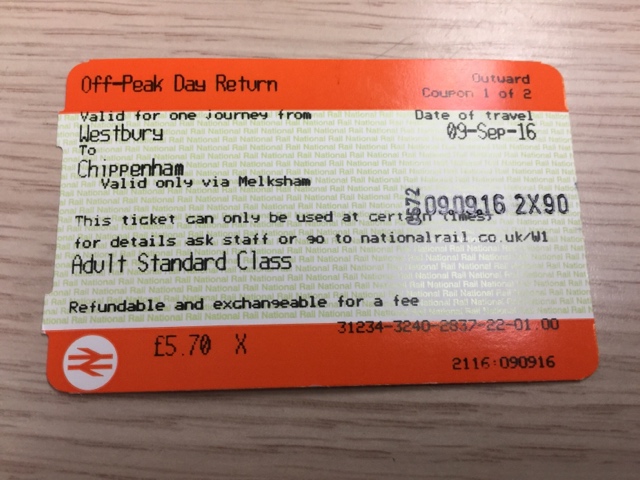 Off-Peak Day Return
Outward
Coupon 1 of 2
Valid for one journey from
Date of travel
Westbury
09-Sep-16
To
Chippenham
Valid only via Melksham
0672 090916 2X90
This ticket can only be used at certain times;
for details ask staff or go to nationalrail.co.uk/W1
Adult Standard Class
Refundable and exchangeable for a fee
31234-3240-2837-22-01.00
£5.70 X
2116:090916